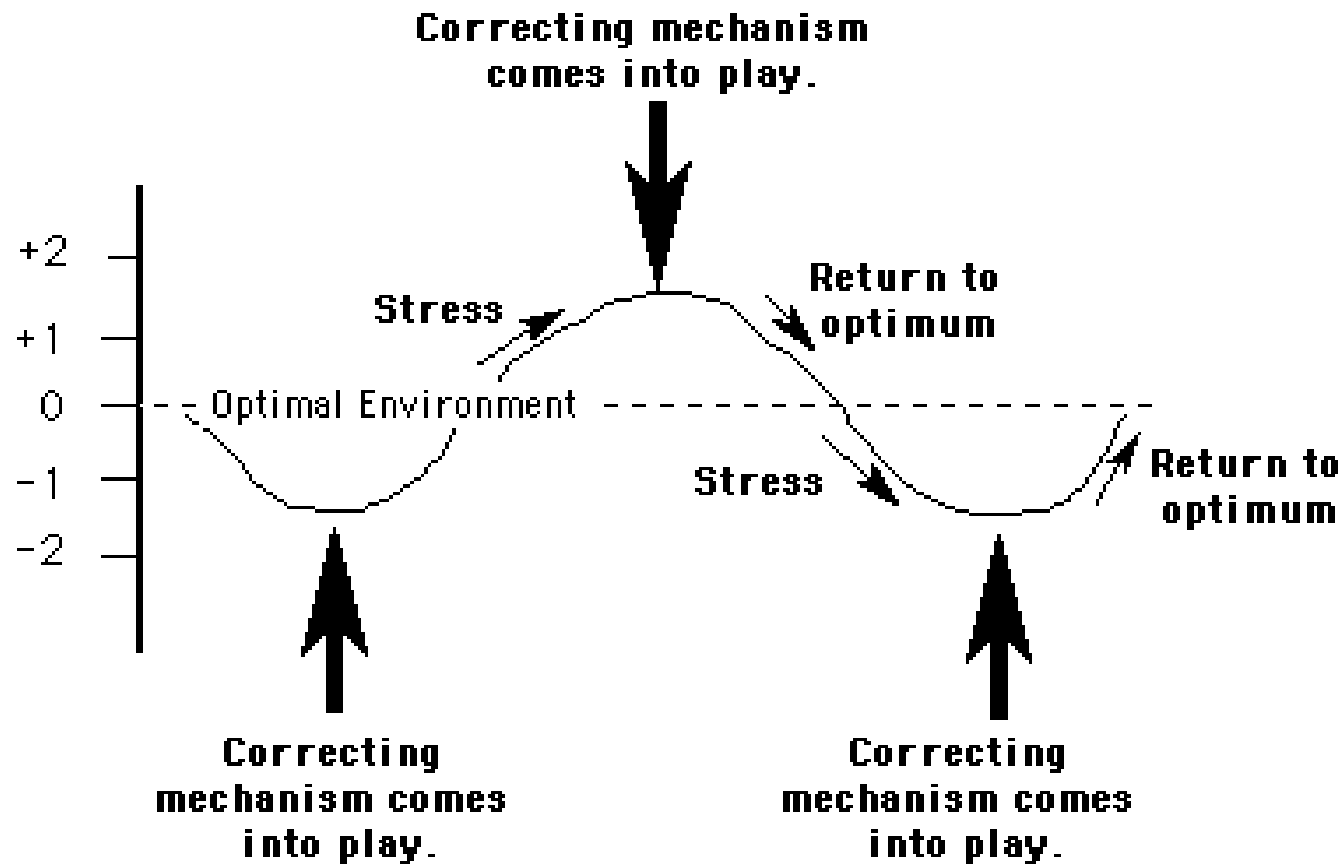 Correcting mechanism
comes into play.
+2
Return to
optimum
Stress
+1
0
Optimal Environment
-1
Stress
Return to
optimum
-2
Correcting
mechanism comes
into play.
Correcting
mechanism comes
into play.